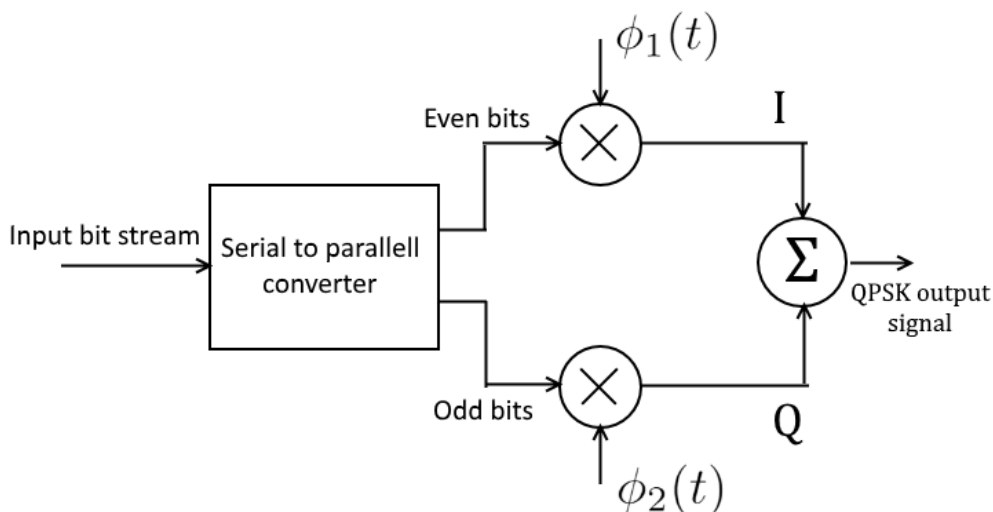 ϕ₁(t)
I
Even bits
Input bit stream
Serial to parallell
converter
Σ
QPSK output
signal
Odd bits
Q
ϕ₂(t)